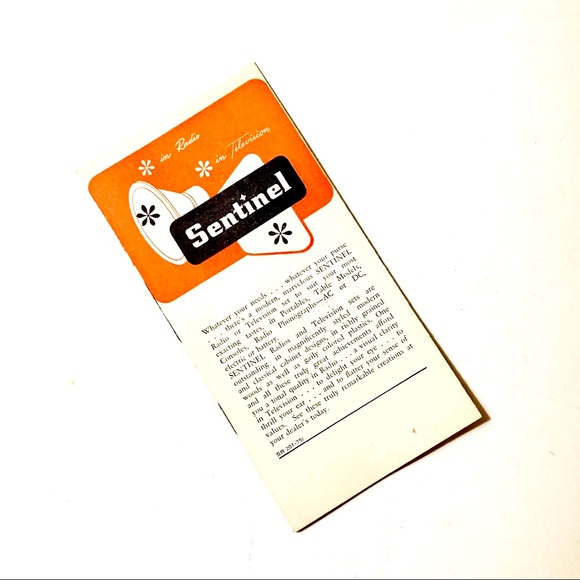 * in Radio
* in Television
Sentinel
Whatever your needs . . . whatever your purse
. . . there's a modern, marvelous SENTINEL
Radio or Television set to suit your most
exacting tastes, in Portables, Table Models,
Consoles, Radio Phonographs—AC or DC,
electric or battery.
SENTINEL Radios and Television sets are
outstanding in magnificently styled modern
and classical cabinet designs, in richly grained
woods as well as gaily colored plastics. One
and all these truly great achievements afford
you a tonal quality in Radio . . . a visual clarity
in Television . . . to delight your eye . . . to
thrill your ear . . . and to flatter your sense of
values. See these truly remarkable creations at
your dealer's today.